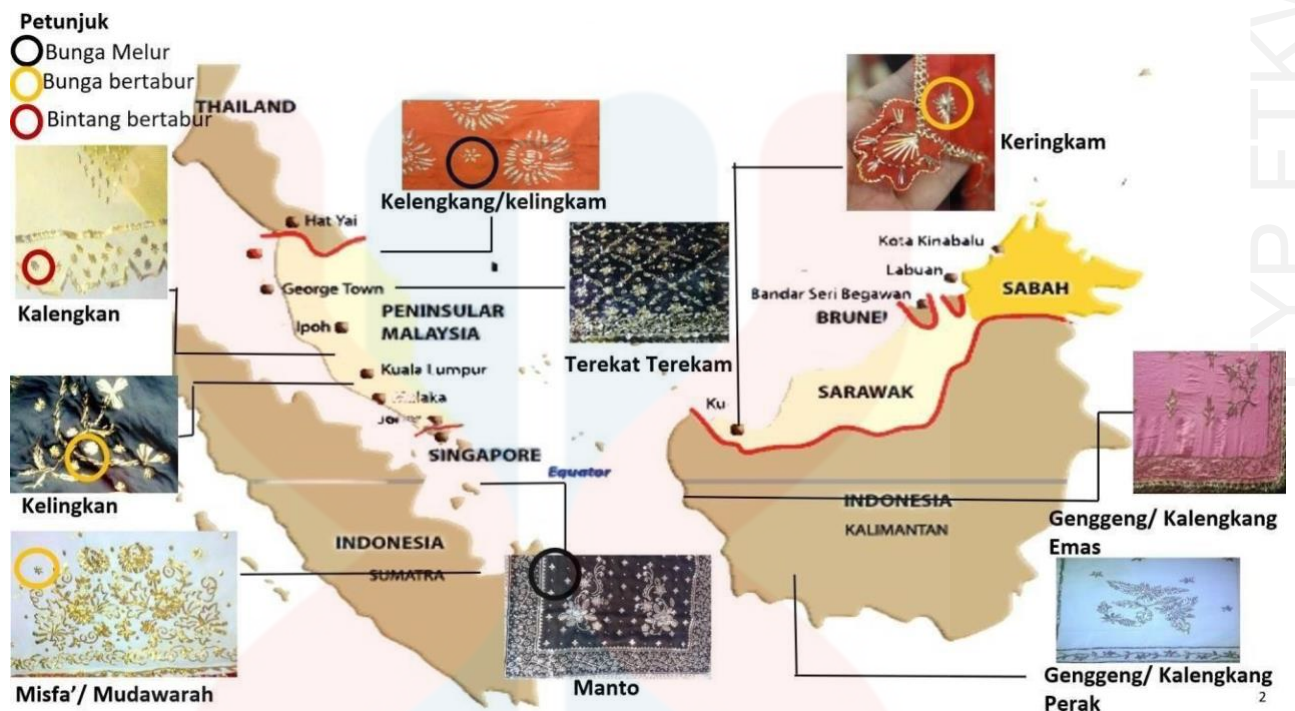 Petunjuk
Bunga Melur
Bunga bertabur
Bintang bertabur
THAILAND
Kelengkang/kelingkam
Keringkam
Hat Yai
Kalengkan
George Town
PENINSULAR
MALAYSIA
Ipoh
Terekat Terekam
Kuala Lumpur
Kelingkan
SINGAPORE
Equator
Kota Kinabalu
Labuan
SABAH
Bandar Seri Begawan
BRUNEI
SARAWAK
Ku
INDONESIA
SUMATRA
INDONESIA
KALIMANTAN
Genggeng/ Kalengkang
Emas
Misfa’/ Mudawarah
Manto
Genggeng/ Kalengkang
Perak
2